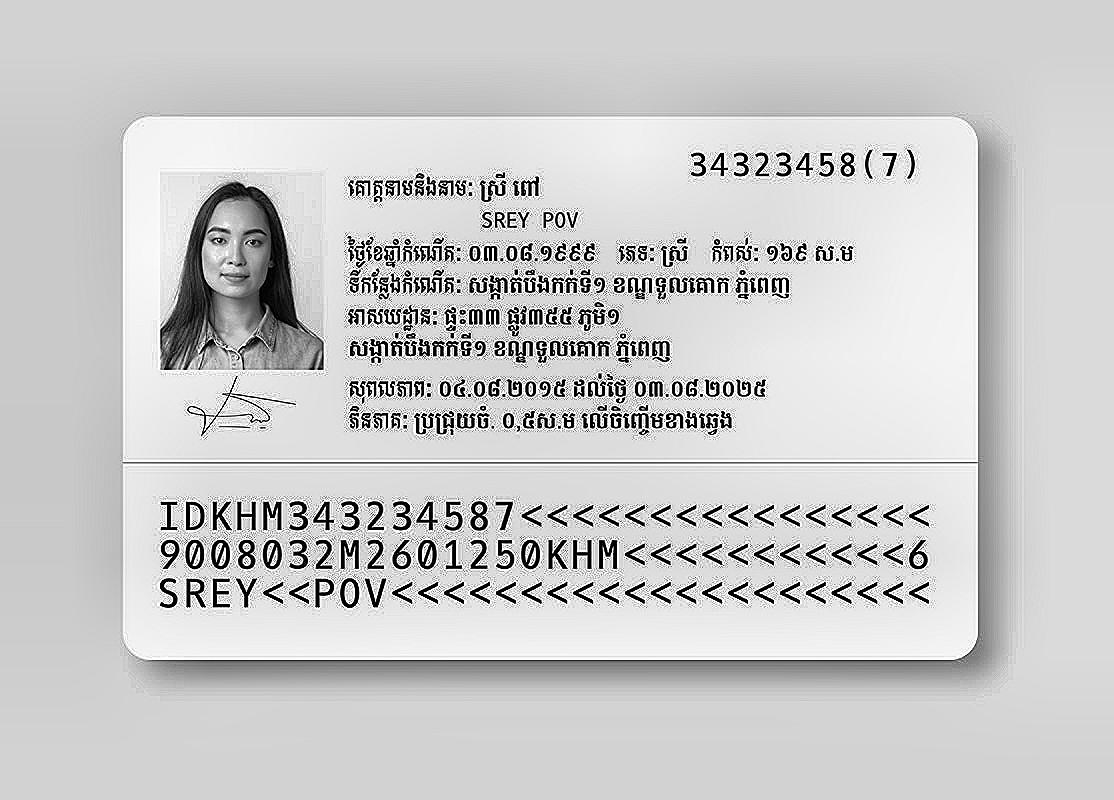 34323458(7)
គោត្តនាមនិងនាម: ស្រី ពៅ
SREY POV
ថ្ងៃខែឆ្នាំកំណើត: ០៣.០៨.១៩៩៩ ភេទ: ស្រី កំពស់: ១៦៩ ស.ម
ទីកន្លែងកំណើត: សង្កាត់បឹងកក់ទី១ ខណ្ឌទួលគោក ភ្នំពេញ
អាសយដ្ឋាន: ផ្ទះ៣៣ ផ្លូវ៣៥៥ ភូមិ១
សង្កាត់បឹងកក់ទី១ ខណ្ឌទួលគោក ភ្នំពេញ
សុពលភាព: ០៤.០៨.២០១៥ ដល់ថ្ងៃ ០៣.០៨.២០២៥
ភិនភាគ: ប្រជ្រុយចំ. ០,៥ស.ម លើចិញ្ចើមខាងឆ្វេង
IDKHM343234587<<<<<<<<<<<<<<<<
9008032M2601250KHM<<<<<<<<<<<6
SREY<<POV<<<<<<<<<<<<<<<<<<<<<